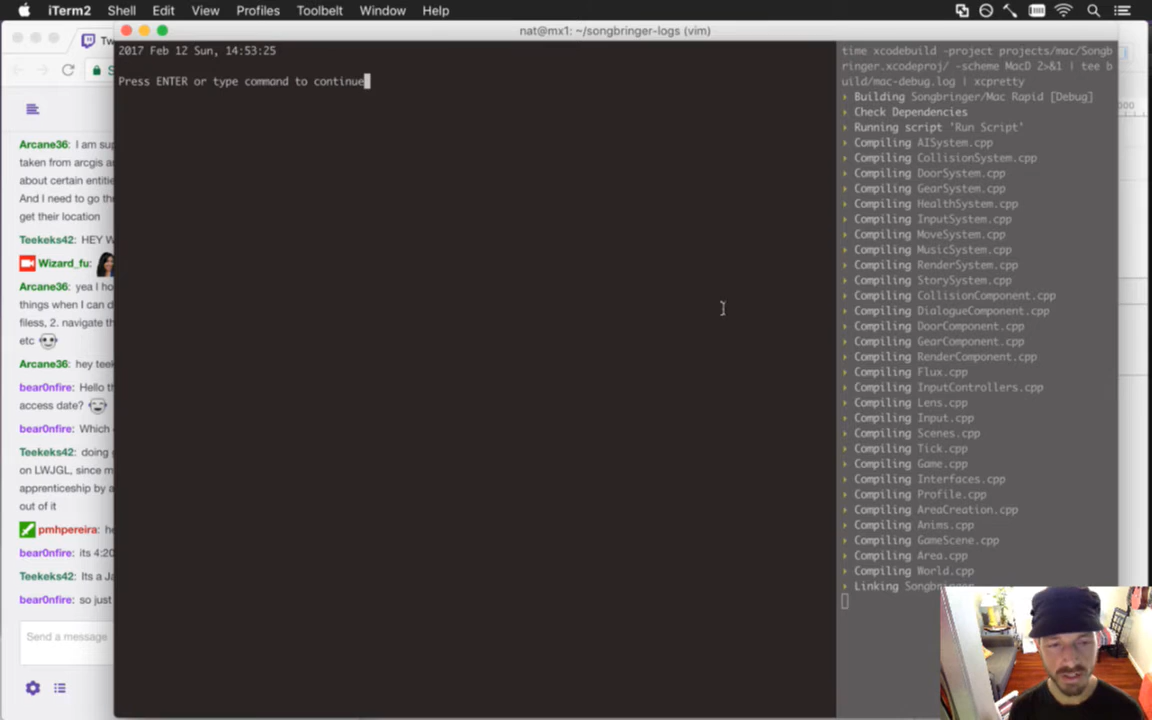 iTerm2 Shell Edit View Profiles Toolbelt Window Help
Tw
nat@mx1: ~/songbringer-logs (vim)
000
Arcane36: I am sup
taken from arcgis an
about certain entitie
And I need to go th
get their location
Teekeks42: HEY W
Wizard_fu:
Arcane36: yea I ho
things when I can d
filess, 2. navigate th
etc
Arcane36: hey teek
bear0nfire: Hello th
access date?
bear0nfire: Which
Teekeks42: doing
on LWJGL, since m
apprenticeship by a
out of it
pmhpereira: he
bear0nfire: its 4:20
Teekeks42: Its a Ja
bear0nfire: so just
Send a message
2017 Feb 12 Sun, 14:53:25
Press ENTER or type command to continue
time xcodebuild -project projects/mac/Songb
ringer.xcodeproj/ -scheme MacD 2>&1 | tee b
uild/mac-debug.log | xcpretty
Building Songbringer/Mac Rapid [Debug]
Check Dependencies
Running script 'Run Script'
Compiling AISystem.cpp
Compiling CollisionSystem.cpp
Compiling DoorSystem.cpp
Compiling GearSystem.cpp
Compiling HealthSystem.cpp
Compiling InputSystem.cpp
Compiling MoveSystem.cpp
Compiling MusicSystem.cpp
Compiling RenderSystem.cpp
Compiling StorySystem.cpp
Compiling CollisionComponent.cpp
Compiling DialogueComponent.cpp
Compiling DoorComponent.cpp
Compiling GearComponent.cpp
Compiling RenderComponent.cpp
Compiling Flux.cpp
Compiling InputControllers.cpp
Compiling Lens.cpp
Compiling Input.cpp
Compiling Scenes.cpp
Compiling Tick.cpp
Compiling Game.cpp
Compiling Interfaces.cpp
Compiling Profile.cpp
Compiling AreaCreation.cpp
Compiling Anims.cpp
Compiling GameScene.cpp
Compiling Area.cpp
Compiling World.cpp
Linking Songbringer